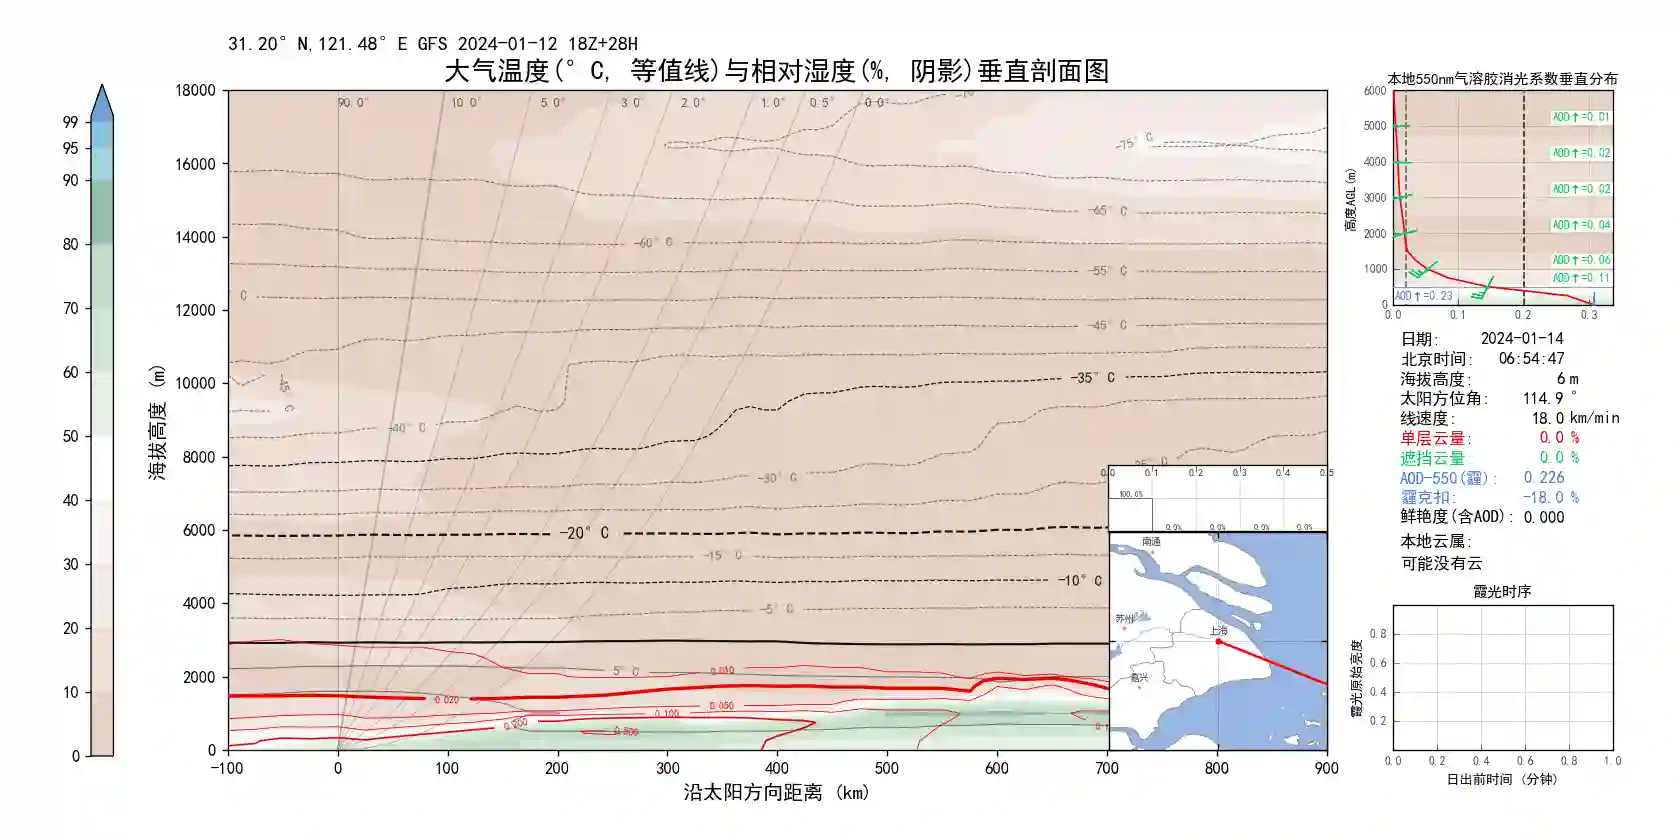 31.20° N,121.48° E GFS 2024-01-12 18Z+28H
大气温度(° C, 等值线)与相对湿度(%, 阴影)垂直剖面图
99
95
90
80
70
60
50
40
30
20
10
0
海拔高度 (m)
18000
16000
14000
12000
10000
8000
6000
4000
2000
0
90.0°
10.0°
5.0°
3.0°
2.0°
1.0°
0.5°
0.0°
-75° C
-65° C
-60° C
-55° C
C
-45° C
-45° C
-35° C
-40° C
-30° C
-20° C
-15 ° C
-10° C
-5° C
5° C
0.010
0.020
0.050
0.100
0.200
-100
0
100
200
300
400
500
600
700
800
900
沿太阳方向距离 (km)
0.0
0.1
0.2
0.3
0.4
0.5
100.0%
0.0%
0.0%
0.0%
0.0%
南通
苏州
上海
嘉兴
本地550nm气溶胶消光系数垂直分布
高度AGL(m)
6000
5000
4000
3000
2000
1000
0
AOD↑=0.01
AOD↑=0.02
AOD↑=0.02
AOD↑=0.04
AOD↑=0.06
AOD↑=0.11
AOD↑=0.23
0.0
0.1
0.2
0.3
日期: 2024-01-14
北京时间: 06:54:47
海拔高度: 6 m
太阳方位角: 114.9 °
线速度: 18.0 km/min
单层云量: 0.0 %
遮挡云量: 0.0 %
AOD-550(霾): 0.226
霾克扣: -18.0 %
鲜艳度(含AOD): 0.000
本地云属:
可能没有云
霞光时序
霞光原始亮度
0.8
0.6
0.4
0.2
0.0
0.2
0.4
0.6
0.8
1.0
日出前时间 (分钟)